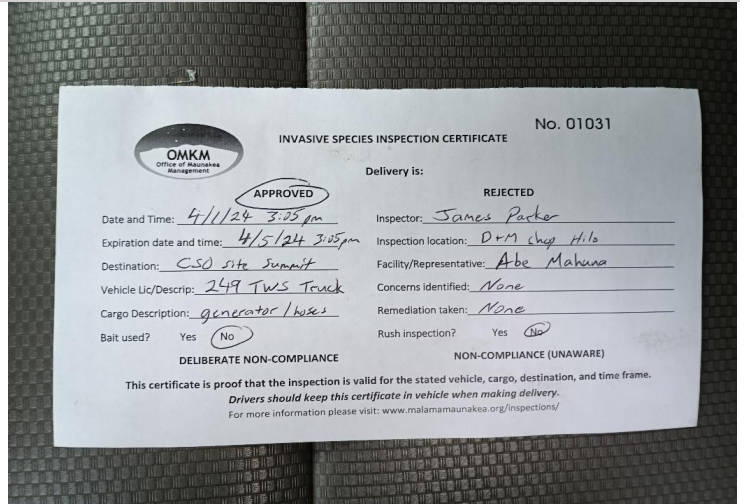 No. 01031
OMKM
Office of Maunakea
Management
INVASIVE SPECIES INSPECTION CERTIFICATE
Delivery is:
APPROVED REJECTED
Date and Time: 4/1/24 3:05 pm Inspector: James Parker
Expiration date and time: 4/5/24 3:05pm Inspection location: D+M shop Hilo
Destination: CSO site Summit Facility/Representative: Abe Mahuna
Vehicle Lic/Descrip: 249 TWS Truck Concerns identified: None
Cargo Description: generator / hoses Remediation taken: None
Bait used? Yes No Rush inspection? Yes No
DELIBERATE NON-COMPLIANCE NON-COMPLIANCE (UNAWARE)
This certificate is proof that the inspection is valid for the stated vehicle, cargo, destination, and time frame.
Drivers should keep this certificate in vehicle when making delivery.
For more information please visit: www.malamamaunakea.org/inspections/